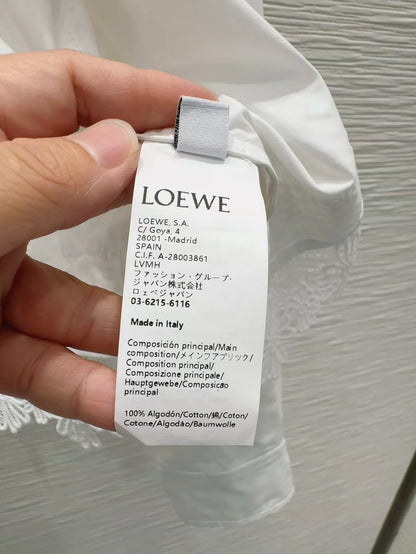 LOEWE
LOEWE, S.A.
C/ Goya, 4
28001 -Madrid
SPAIN
C.I.F. A-28003861
LVMH
ファッション・グループ・
ジャパン株式会社
ロエベジャパン
03-6215-6116
Made in Italy
Composición principal/Main
composition/メインファブリック/
Composition principal/
Composizione principale/
Hauptgewebe/Composicao
principal
100% Algodón/Cotton/綿/Coton/
Cotone/Algodão/Baumwolle